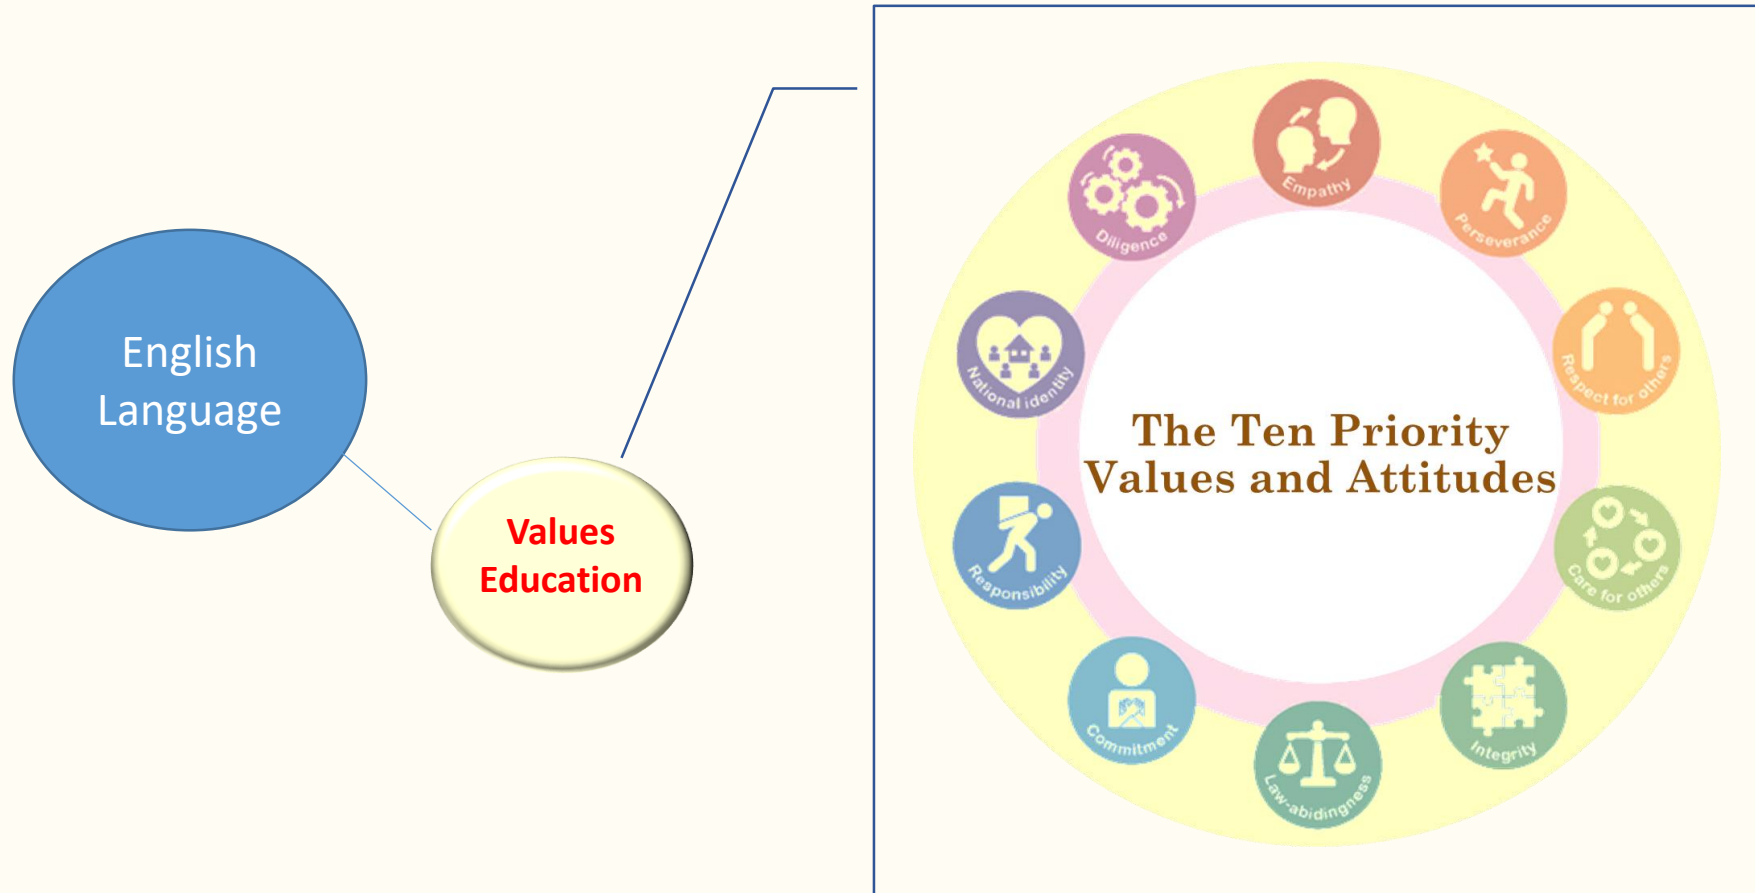 English
Language
Values
Education
The Ten Priority
Values and Attitudes
Empathy
Perseverance
Respect for others
Care for others
Integrity
Law-abidingness
Commitment
Responsibility
National identity
Diligence